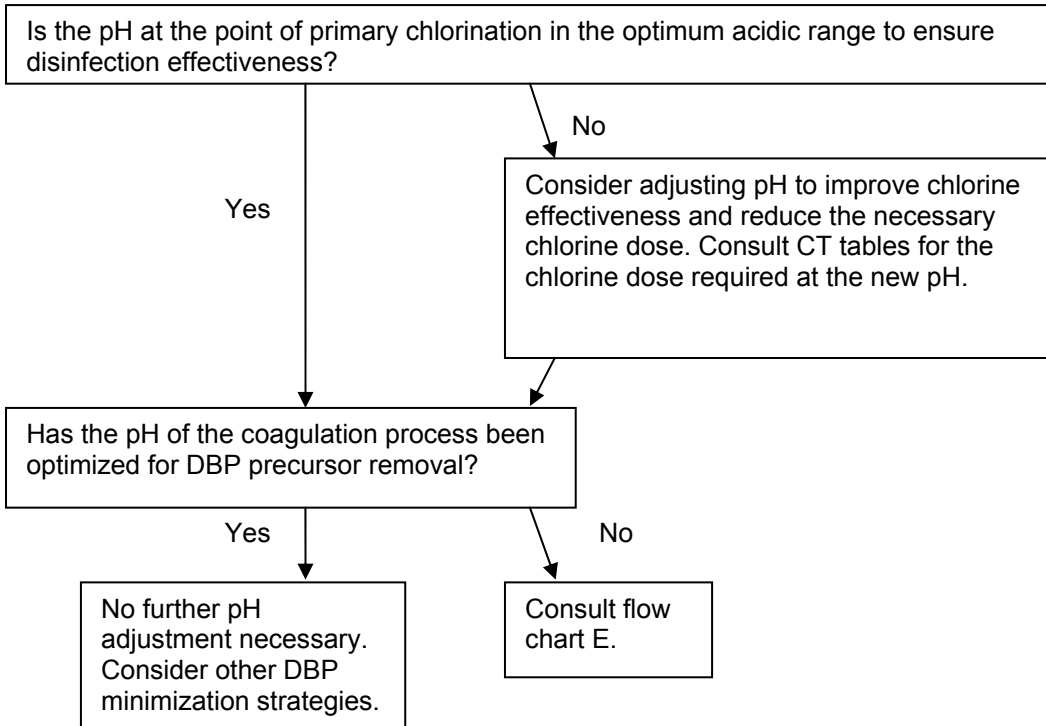 Is the pH at the point of primary chlorination in the optimum acidic range to ensure
disinfection effectiveness?
No
Yes
Consider adjusting pH to improve chlorine
effectiveness and reduce the necessary
chlorine dose. Consult CT tables for the
chlorine dose required at the new pH.
Has the pH of the coagulation process been
optimized for DBP precursor removal?
Yes
No
No further pH
adjustment necessary.
Consider other DBP
minimization strategies.
Consult flow
chart E.